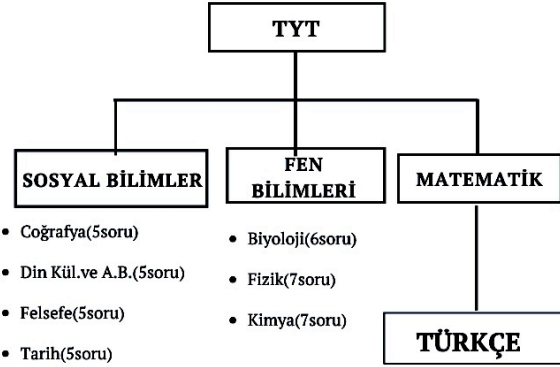 TYT
SOSYAL BİLİMLER
• Coğrafya(5soru)
• Din Kül.ve A.B.(5soru)
• Felsefe(5soru)
• Tarih(5soru)
FEN
BİLİMLERİ
• Biyoloji(6soru)
• Fizik(7soru)
• Kimya(7soru)
MATEMATİK
TÜRKÇE